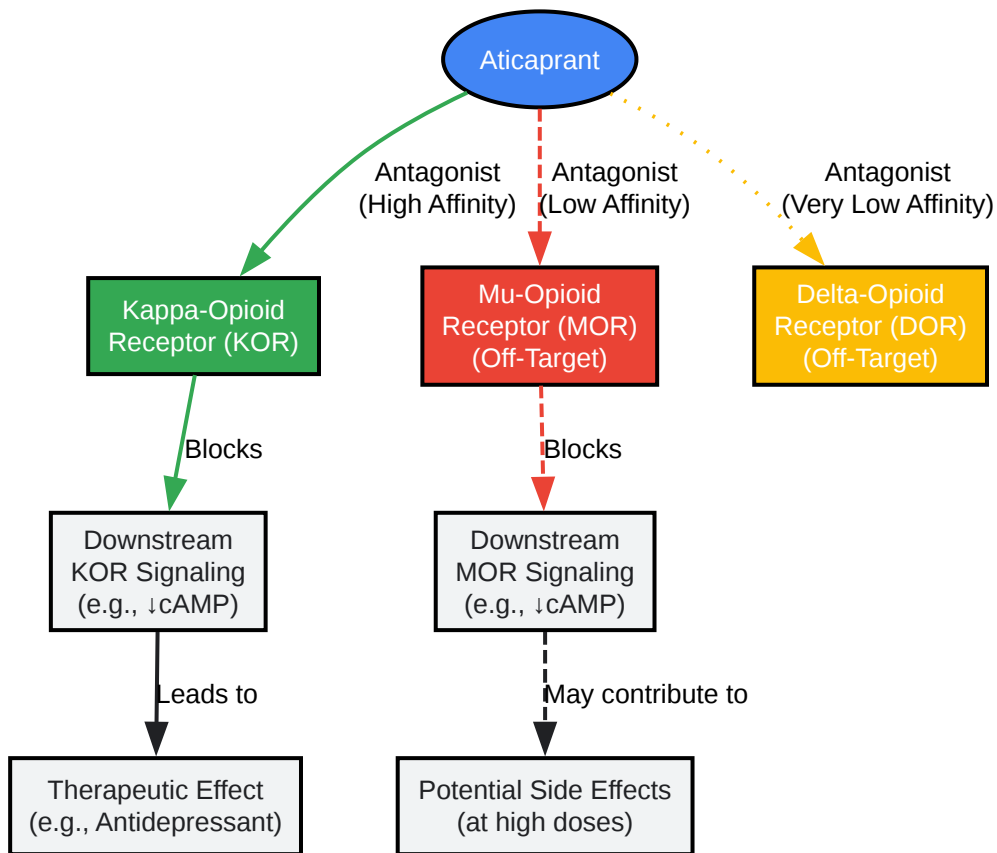 Aticaprant
Antagonist
(High Affinity)
Antagonist
(Low Affinity)
Antagonist
(Very Low Affinity)
Kappa-Opioid
Receptor (KOR)
Mu-Opioid
Receptor (MOR)
(Off-Target)
Delta-Opioid
Receptor (DOR)
(Off-Target)
Blocks
Blocks
Downstream
KOR Signaling
(e.g., ↓cAMP)
Downstream
MOR Signaling
(e.g., ↓cAMP)
Leads to
May contribute to
Therapeutic Effect
(e.g., Antidepressant)
Potential Side Effects
(at high doses)